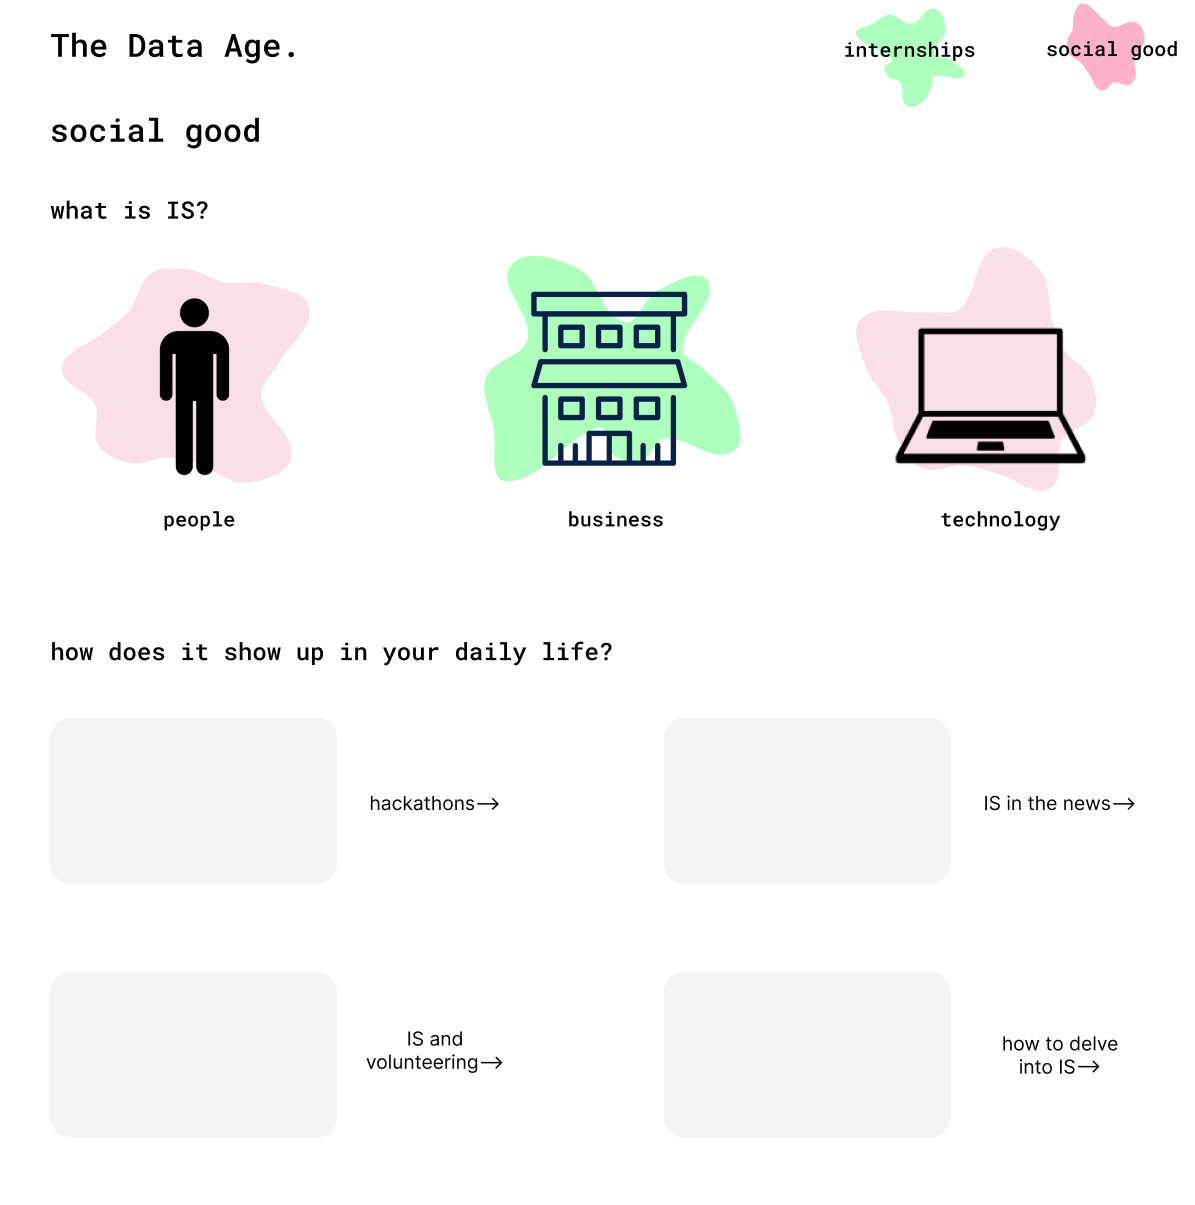 The Data Age.
internships
social good
social good
what is IS?
people
business
technology
how does it show up in your daily life?
hackathons→
IS in the news→
IS and
volunteering→
how to delve
into IS→